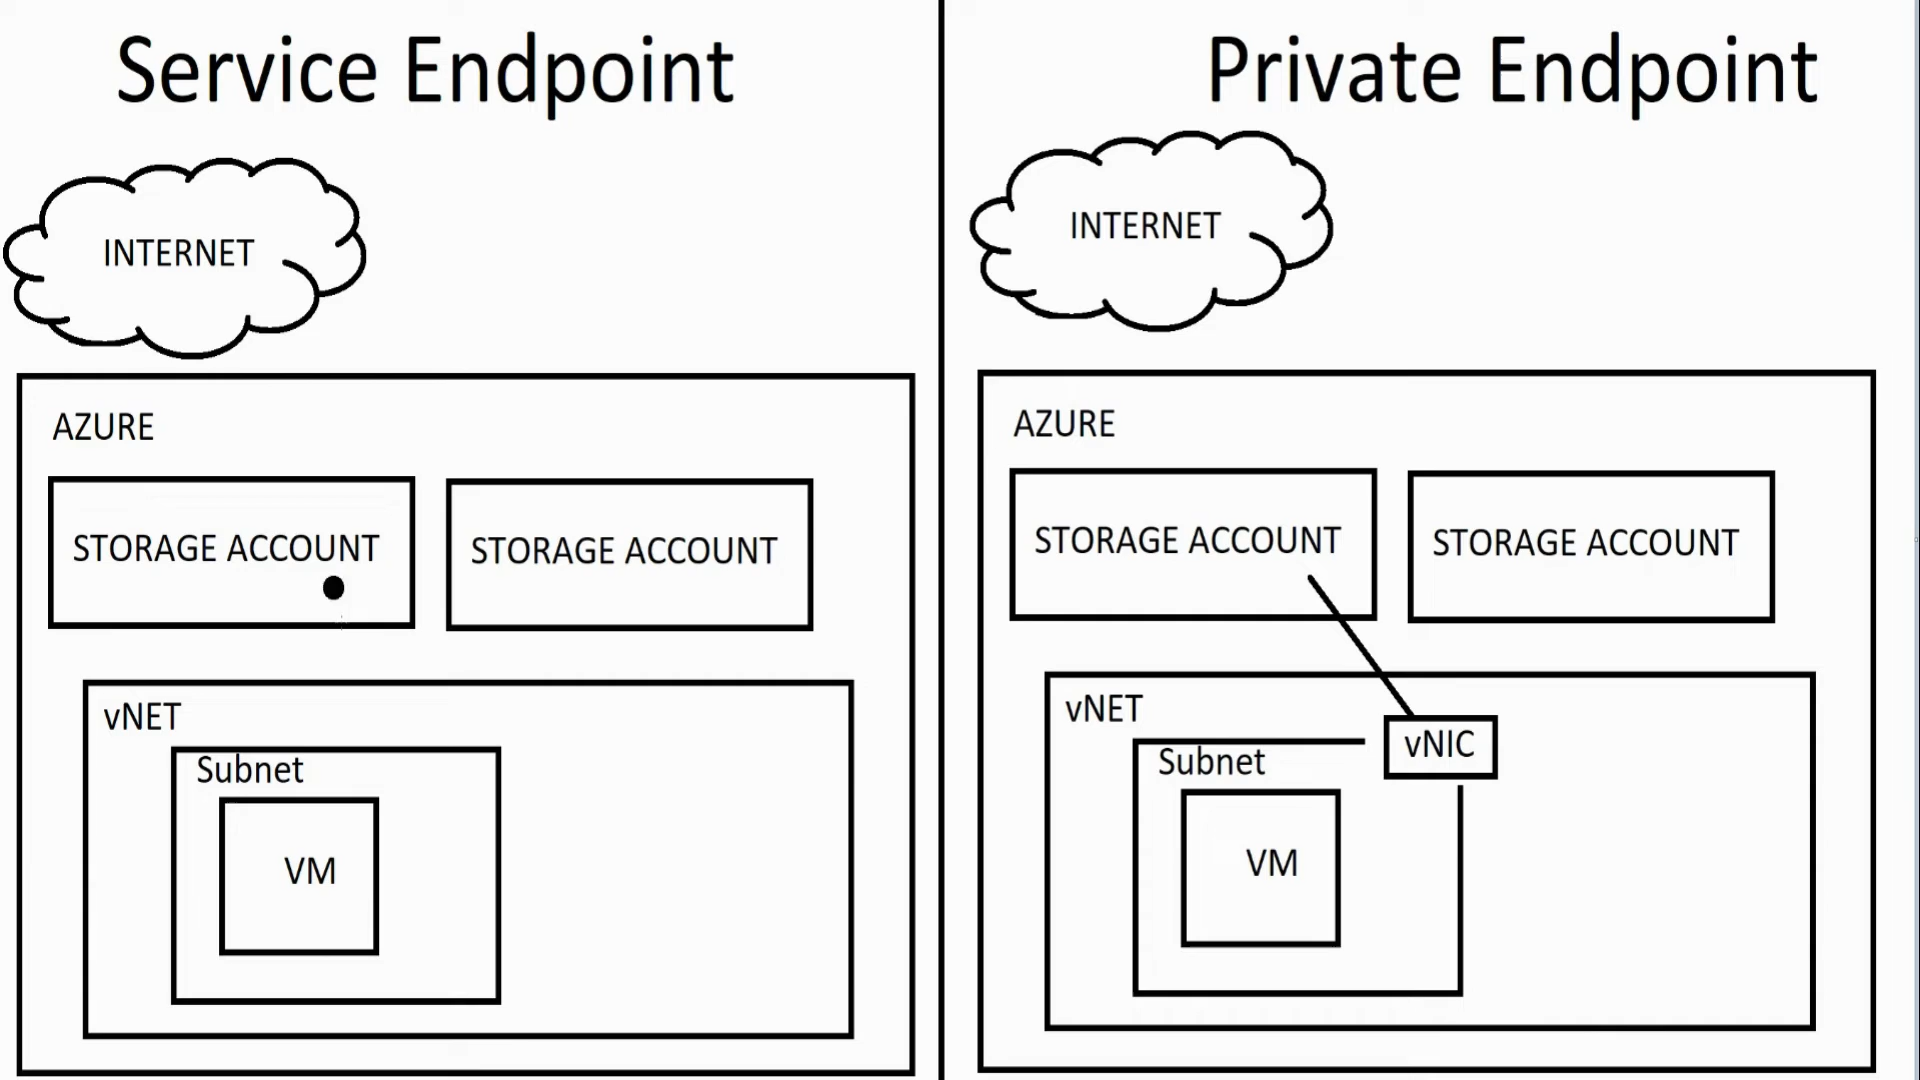 Service Endpoint
INTERNET
AZURE
STORAGE ACCOUNT
STORAGE ACCOUNT
vNET
Subnet
VM
Private Endpoint
INTERNET
AZURE
STORAGE ACCOUNT
STORAGE ACCOUNT
vNET
vNIC
Subnet
VM